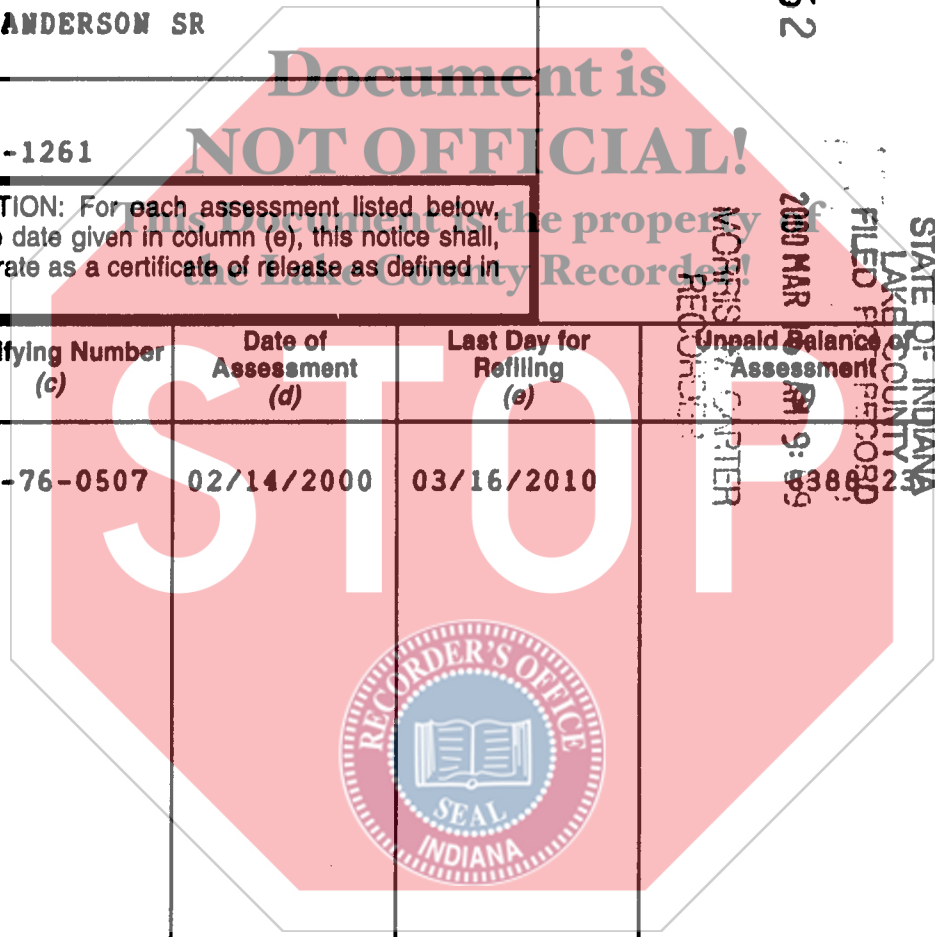 ANDERSON SR
52
Document is
NOT OFFICIAL!
This Document is the property of
the Lake County Recorder!
-1261
TION: For each assessment listed below,
date given in column (e), this notice shall,
rate as a certificate of release as defined in
STATE OF INDIANA
LAKE COUNTY
FILED FOR RECORD
2000 MAR
AM 9:
MORRIS CARTER
RECORDER
ifying Number
(c)
Date of
Assessment
(d)
Last Day for
Refiling
(e)
Unpaid Balance of
Assessment
-76-0507 02/14/2000 03/16/2010
STOP
RECORDER'S OFFICE
SEAL
INDIANA